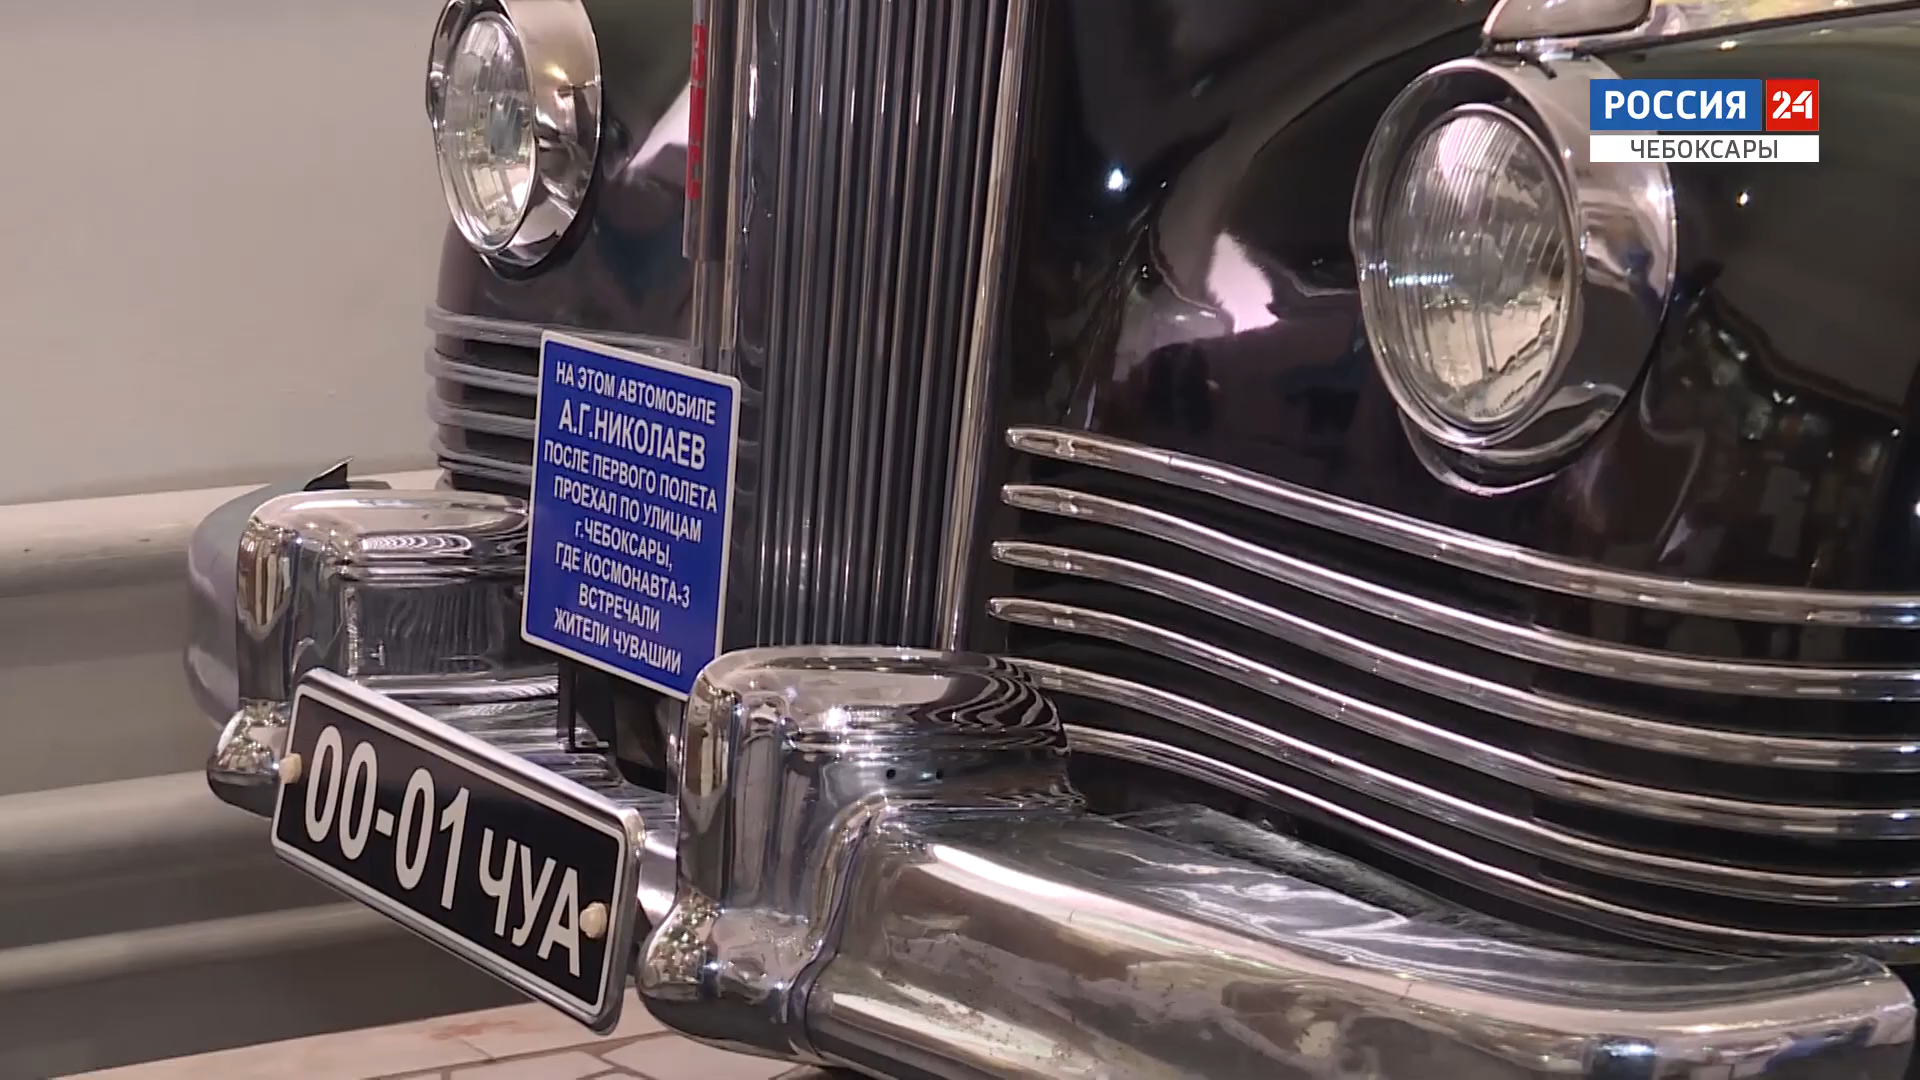 РОССИЯ 24
ЧЕБОКСАРЫ
НА ЭТОМ АВТОМОБИЛЕ
А.Г.НИКОЛАЕВ
ПОСЛЕ ПЕРВОГО ПОЛЕТА
ПРОЕХАЛ ПО УЛИЦАМ
г.ЧЕБОКСАРЫ,
ГДЕ КОСМОНАВТА-3
ВСТРЕЧАЛИ
ЖИТЕЛИ ЧУВАШИИ
00-01 ЧУА